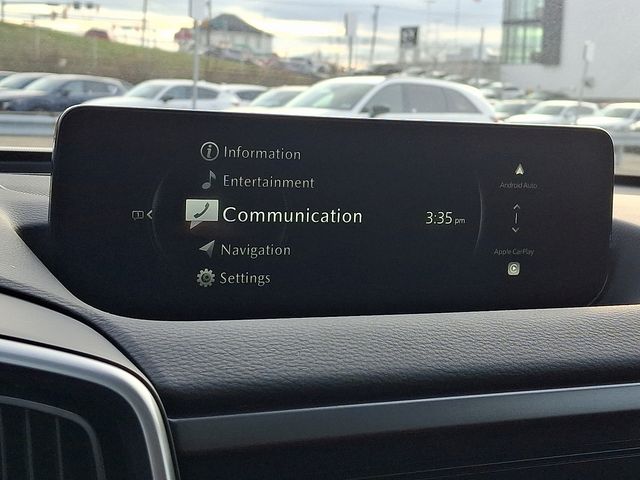 Information
Entertainment
Communication
3:35 pm
Navigation
Settings
Android Auto
Apple CarPlay